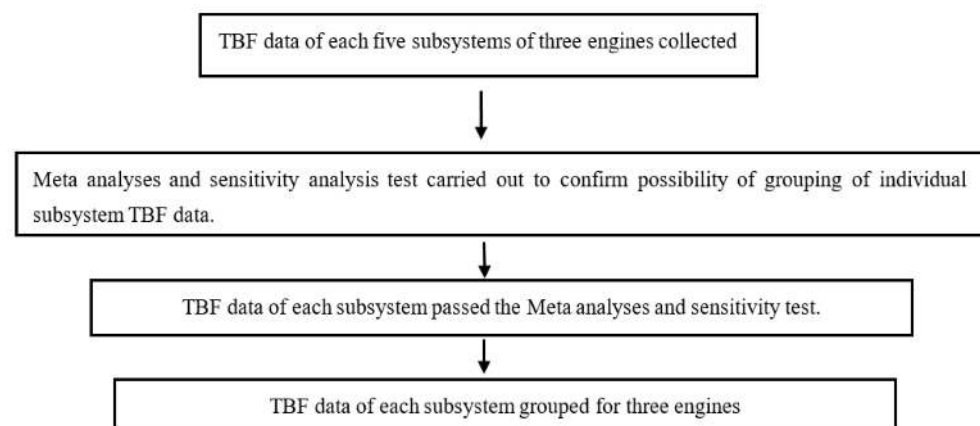 TBF data of each five subsystems of three engines collected
Meta analyses and sensitivity analysis test carried out to confirm possibility of grouping of individual
subsystem TBF data.
TBF data of each subsystem passed the Meta analyses and sensitivity test.
TBF data of each subsystem grouped for three engines